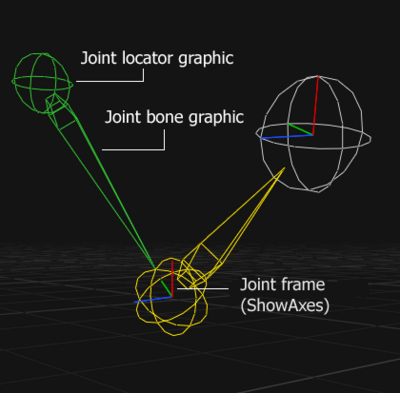 Joint locator graphic
Joint bone graphic
Joint frame
(ShowAxes)